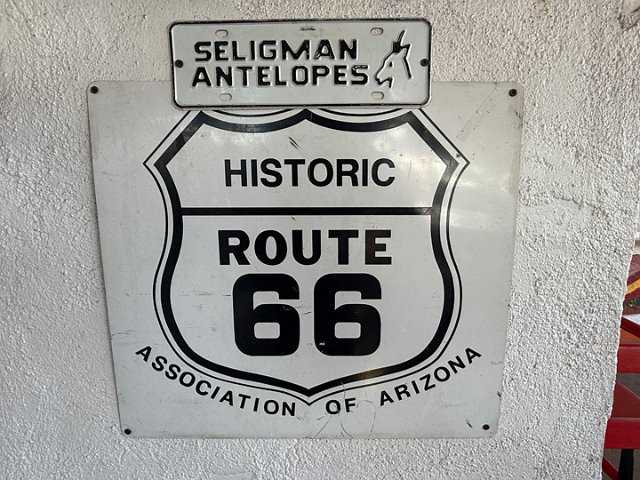 SELIGMAN
ANTELOPES
HISTORIC
ROUTE
66
ASSOCIATION OF ARIZONA